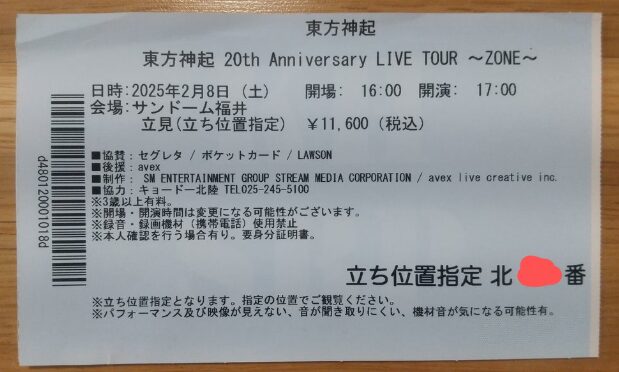 東方神起
東方神起 20th Anniversary LIVE TOUR ～ZONE～
日時:2025年2月8日（土） 開場: 16:00 開演: 17:00
会場:サンドーム福井
立見(立ち位置指定) ￥11,600（税込）
■協賛:セグレタ / ポケットカード / LAWSON
■後援:avex
■制作: SM ENTERTAINMENT GROUP STREAM MEDIA CORPORATION / avex live creative inc.
■協力:キョードー北陸 TEL025-245-5100
※3歳以上有料。
※開場・開演時間は変更になる可能性がございます。
※録音・録画機材（携帯電話）使用禁止
※本人確認を行う場合有り。要身分証明書。
立ち位置指定 北 番
※立ち位置指定となります。指定の位置でご観覧ください。
※パフォーマンス及び映像が見えない、音が聞き取りにくい、機材音が気になる可能性有。
d4801200011018d